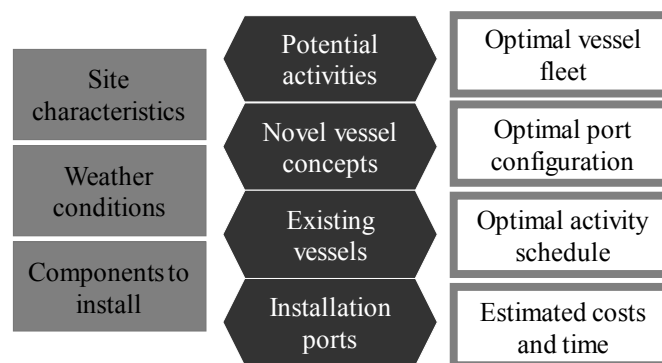 Site
characteristics
Weather
conditions
Components to
install
Potential
activities
Novel vessel
concepts
Existing
vessels
Installation
ports
Optimal vessel
fleet
Optimal port
configuration
Optimal activity
schedule
Estimated costs
and time